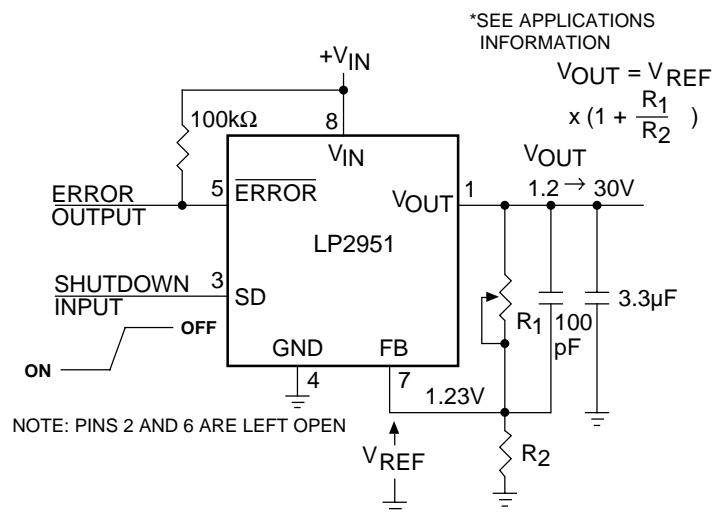 *SEE APPLICATIONS
INFORMATION
+VIN
VOUT = VREF
x (1 + R1/R2 )
100kΩ
8
VIN
VOUT
1.2 → 30V
ERROR
OUTPUT
5
ERROR
VOUT
1
LP2951
SHUTDOWN
INPUT
3
SD
R1
100
pF
3.3µF
OFF
ON
GND
FB
4
7
1.23V
NOTE: PINS 2 AND 6 ARE LEFT OPEN
VREF
R2